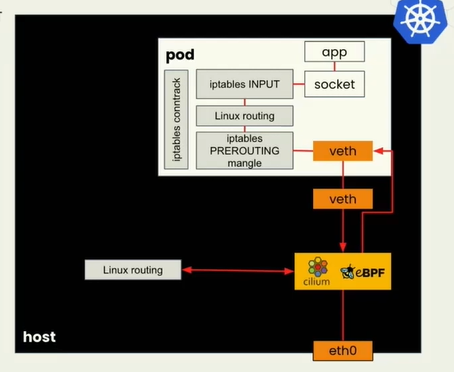 pod
app
iptables conntrack
iptables INPUT
socket
Linux routing
iptables
PREROUTING
mangle
veth
veth
Linux routing
cilium
eBPF
host
eth0